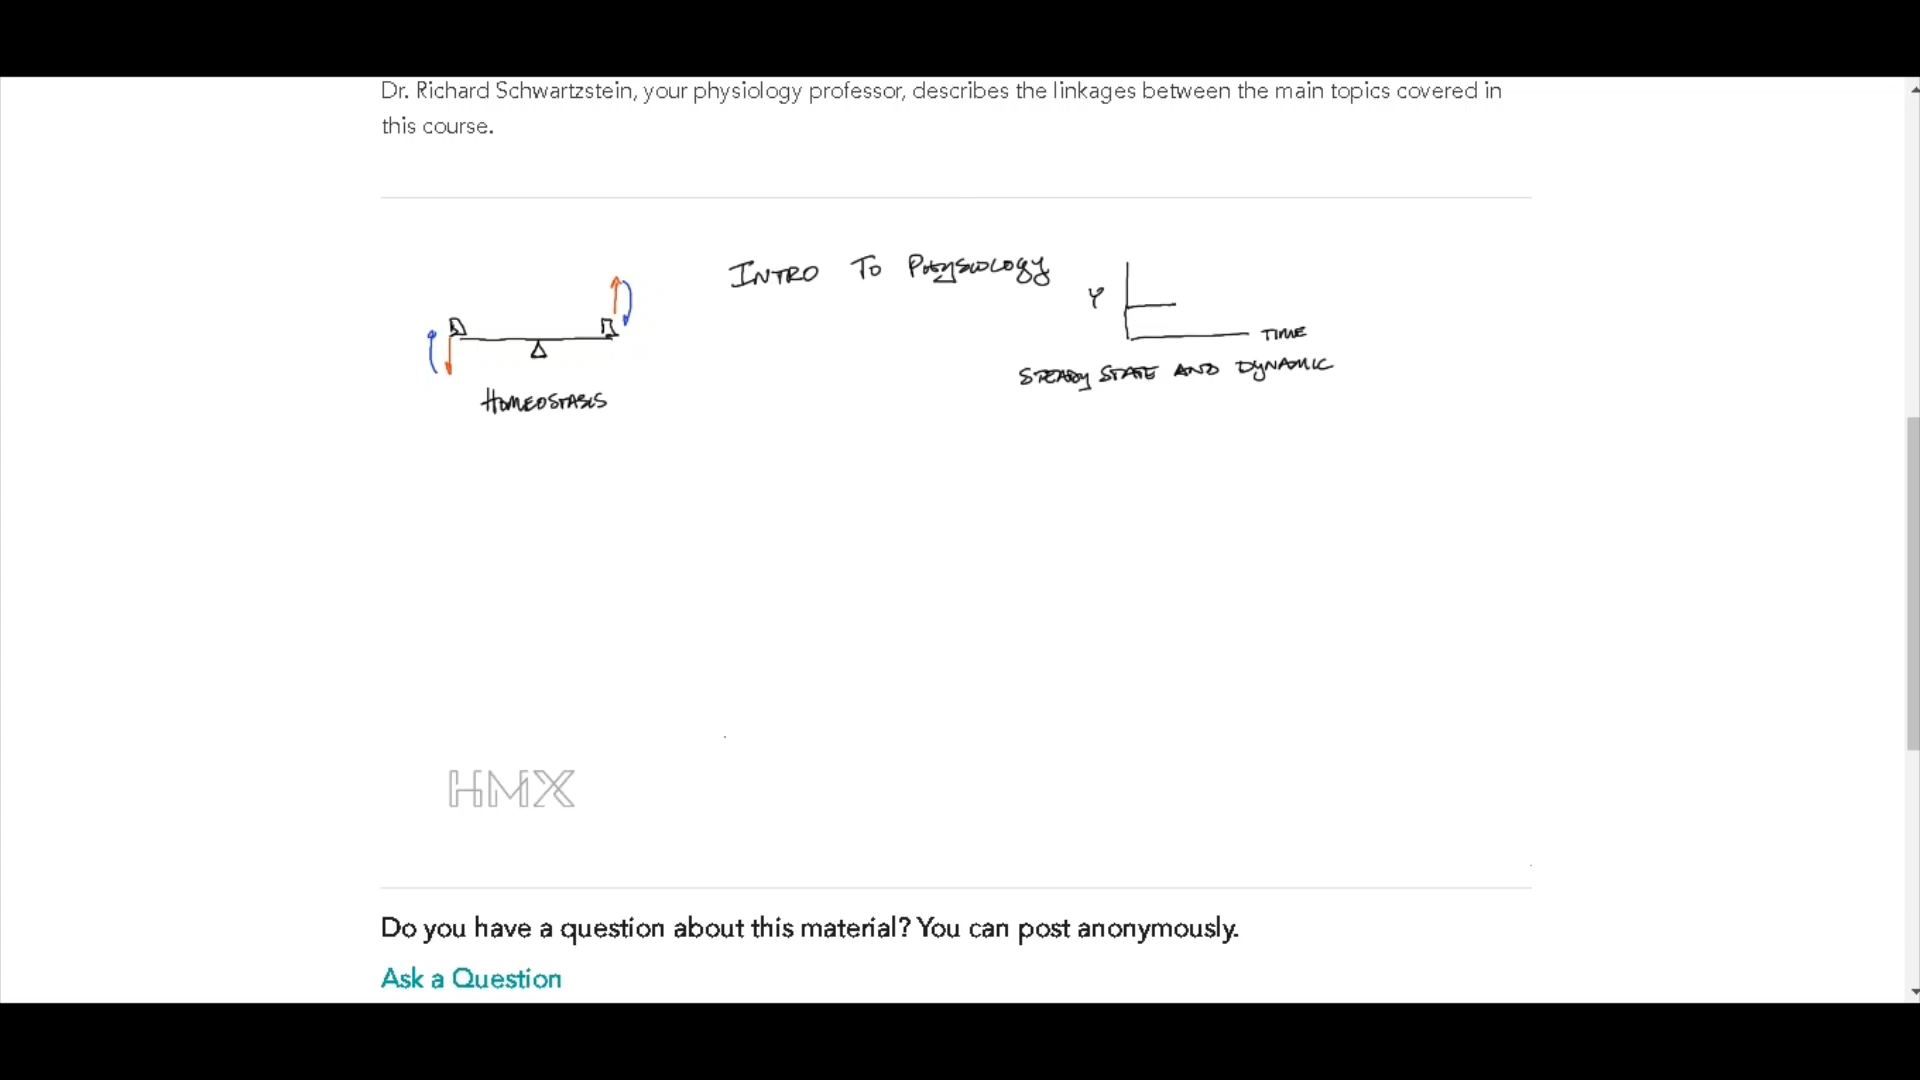 Dr. Richard Schwartzstein, your physiology professor, describes the linkages between the main topics covered in
this course.
INTRO TO PHYSIOLOGY
Y
TIME
STEADY STATE AND DYNAMIC
HOMEOSTASIS
HMX
Do you have a question about this material? You can post anonymously.
Ask a Question